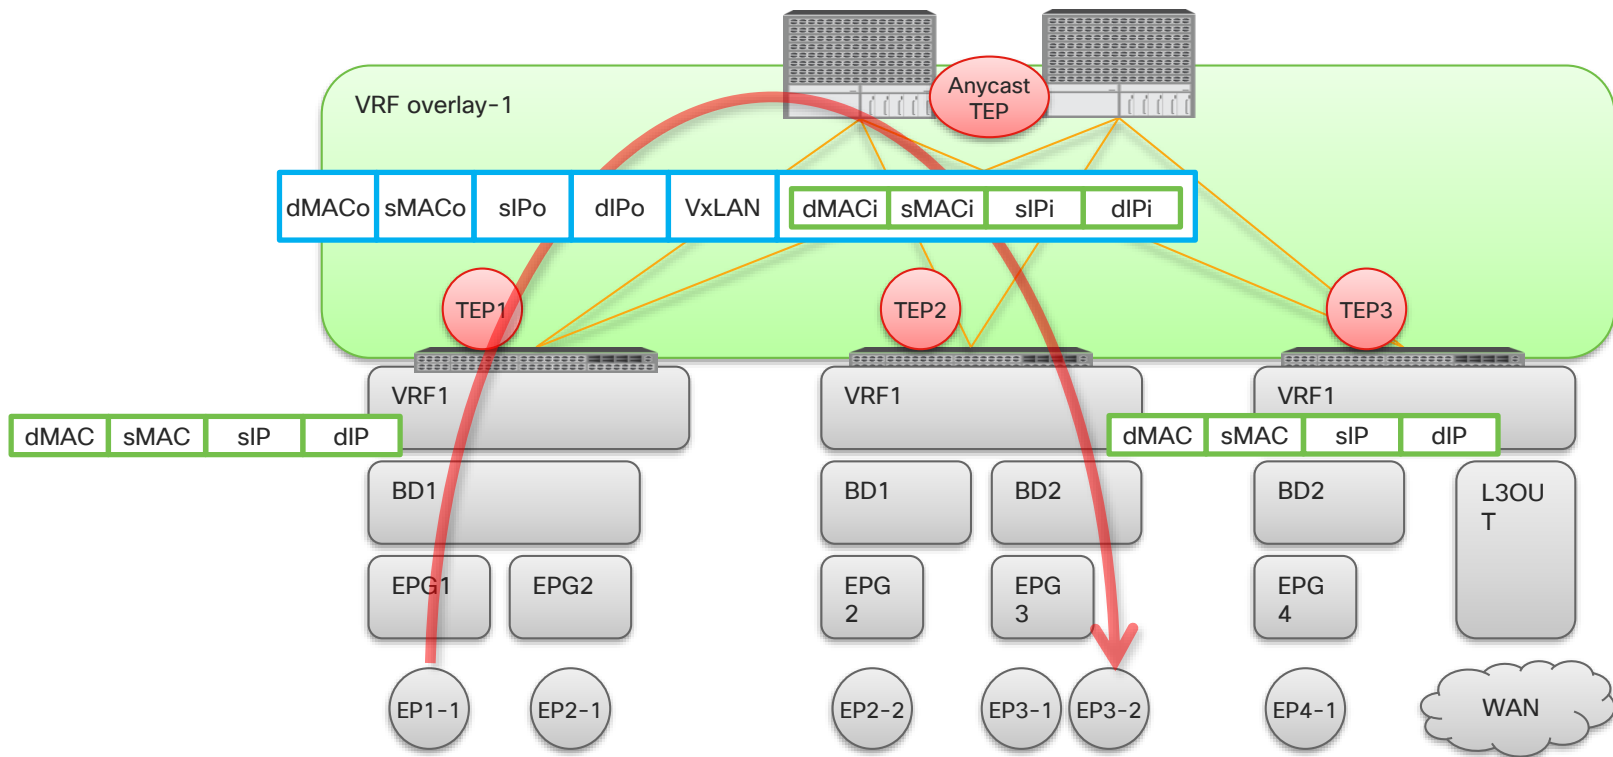 Anycast
TEP
VRF overlay-1
dMACo sMACo sIPo dIPo VxLAN dMACi sMACi sIPi dIPi
TEP1 TEP2 TEP3
VRF1 VRF1 VRF1
dMAC sMAC sIP dIP
dMAC sMAC sIP dIP
BD1 BD1 BD2 BD2
L3OU
T
EPG1 EPG2
EPG
2
EPG
3
EPG
4
EP1-1 EP2-1 EP2-2 EP3-1 EP3-2 EP4-1 WAN